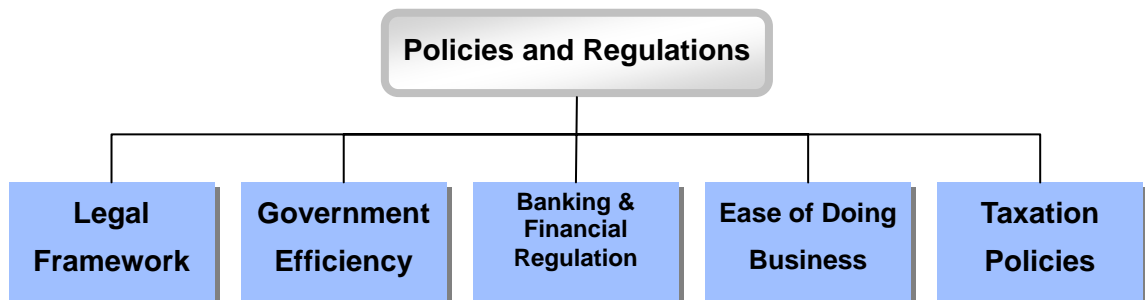 Policies and Regulations
Legal
Framework
Government
Efficiency
Banking &
Financial
Regulation
Ease of Doing
Business
Taxation
Policies